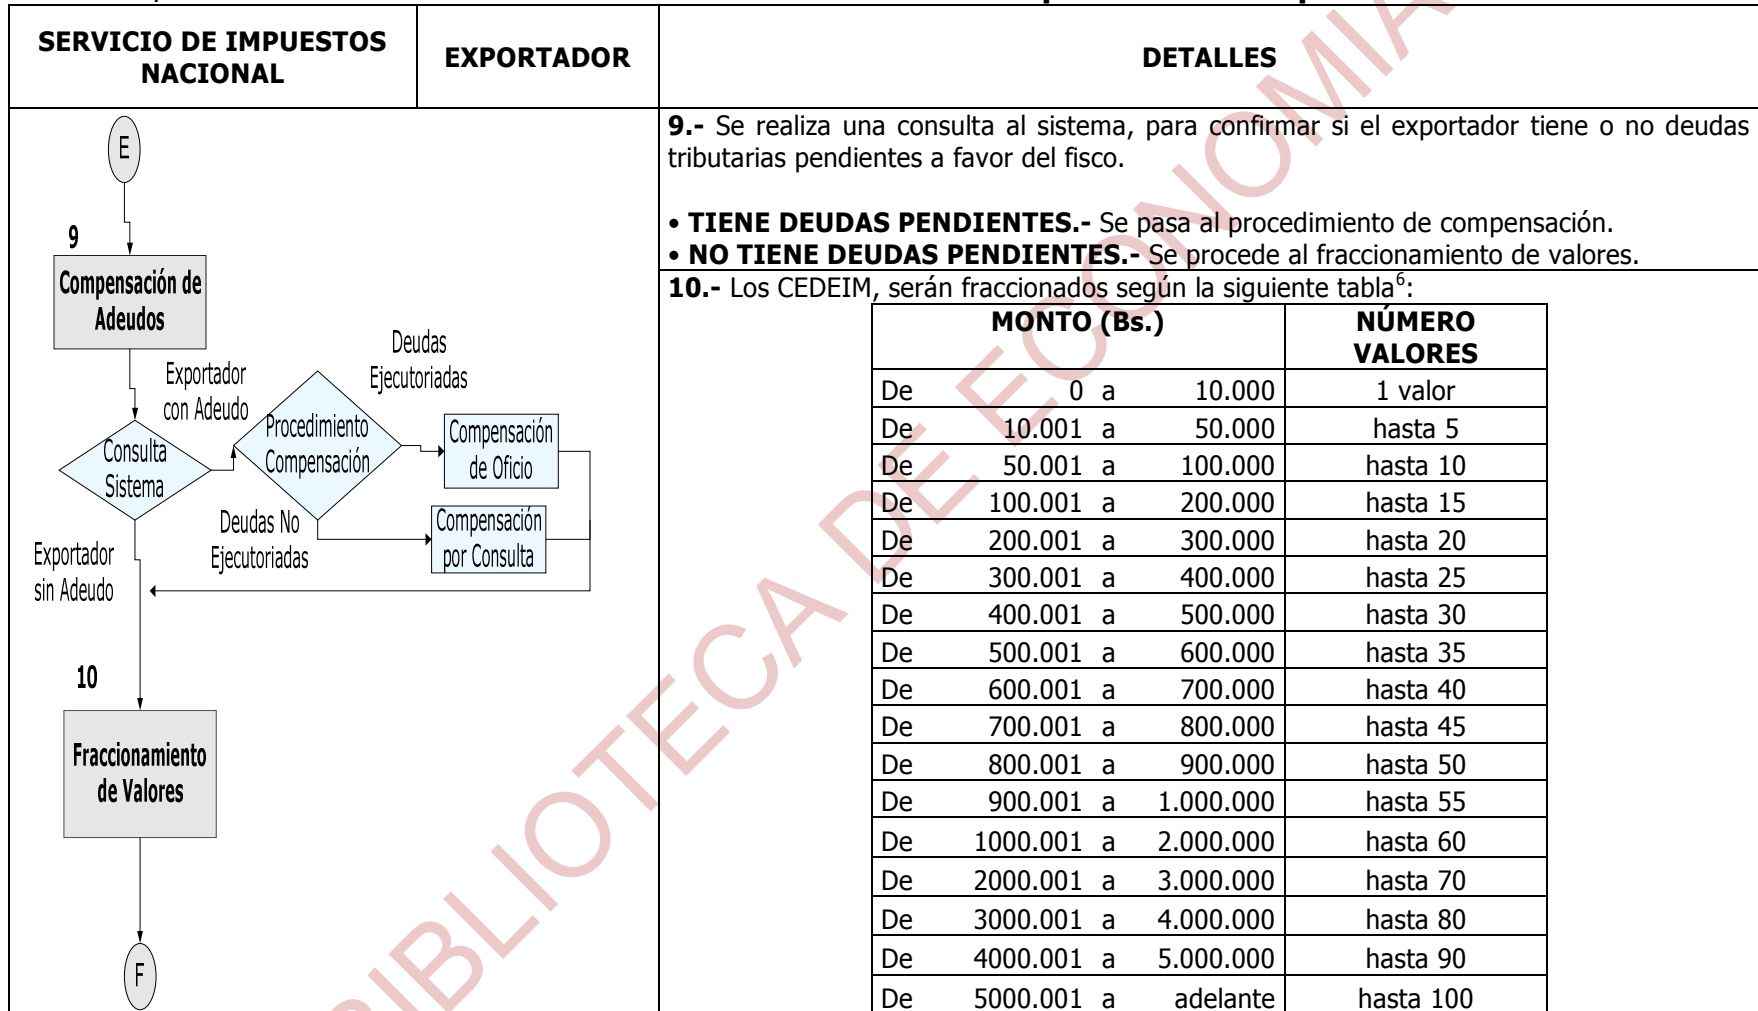 SERVICIO DE IMPUESTOS
NACIONAL
EXPORTADOR
DETALLES
E
9
Compensación de
Adeudos
Exportador
con Adeudo
Deudas
Ejecutoriadas
Consulta
Sistema
Procedimiento
Compensación
Compensación
de Oficio
Deudas No
Ejecutoriadas
Compensación
por Consulta
Exportador
sin Adeudo
10
Fraccionamiento
de Valores
F
9.- Se realiza una consulta al sistema, para confirmar si el exportador tiene o no deudas
tributarias pendientes a favor del fisco.
• TIENE DEUDAS PENDIENTES.- Se pasa al procedimiento de compensación.
• NO TIENE DEUDAS PENDIENTES.- Se procede al fraccionamiento de valores.
10.- Los CEDEIM, serán fraccionados según la siguiente tabla⁶:
MONTO (Bs.) NÚMERO
VALORES
De 0 a 10.000 1 valor
De 10.001 a 50.000 hasta 5
De 50.001 a 100.000 hasta 10
De 100.001 a 200.000 hasta 15
De 200.001 a 300.000 hasta 20
De 300.001 a 400.000 hasta 25
De 400.001 a 500.000 hasta 30
De 500.001 a 600.000 hasta 35
De 600.001 a 700.000 hasta 40
De 700.001 a 800.000 hasta 45
De 800.001 a 900.000 hasta 50
De 900.001 a 1.000.000 hasta 55
De 1000.001 a 2.000.000 hasta 60
De 2000.001 a 3.000.000 hasta 70
De 3000.001 a 4.000.000 hasta 80
De 4000.001 a 5.000.000 hasta 90
De 5000.001 a adelante hasta 100
BIBLIOTECA DE ECONOMIA